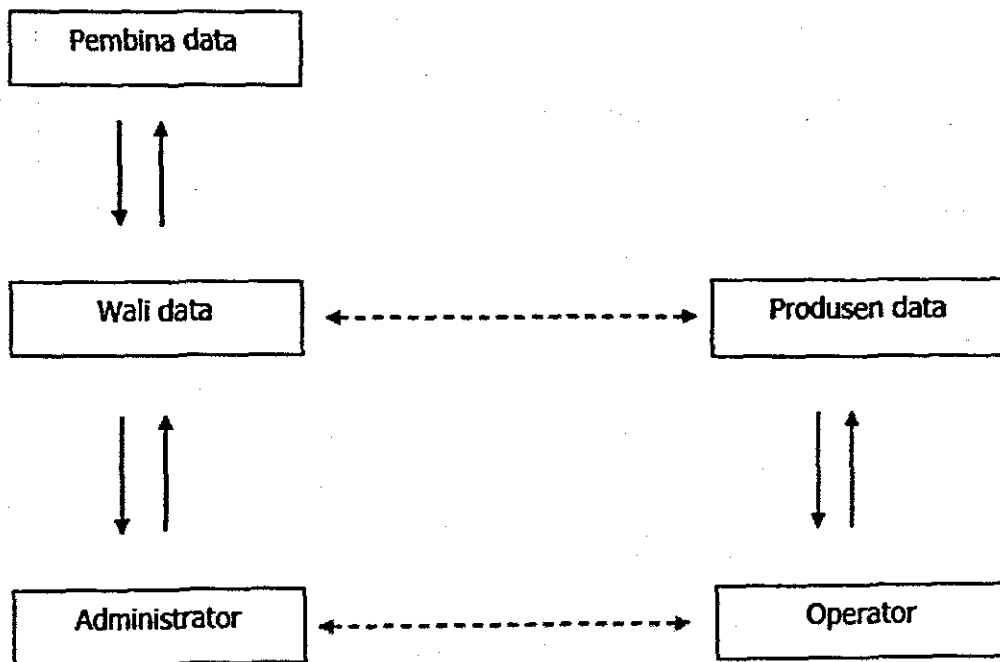 Pembina data
Wali data
Produsen data
Administrator
Operator